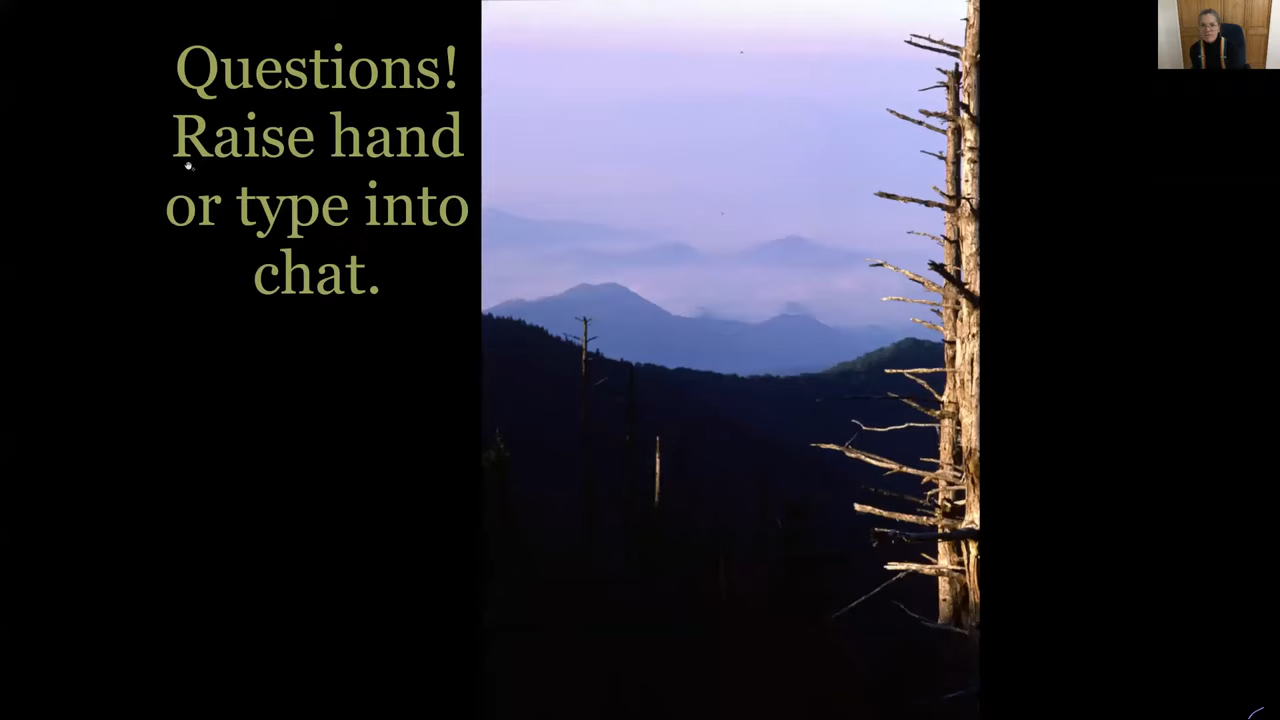 Questions!
Raise hand
or type into
chat.